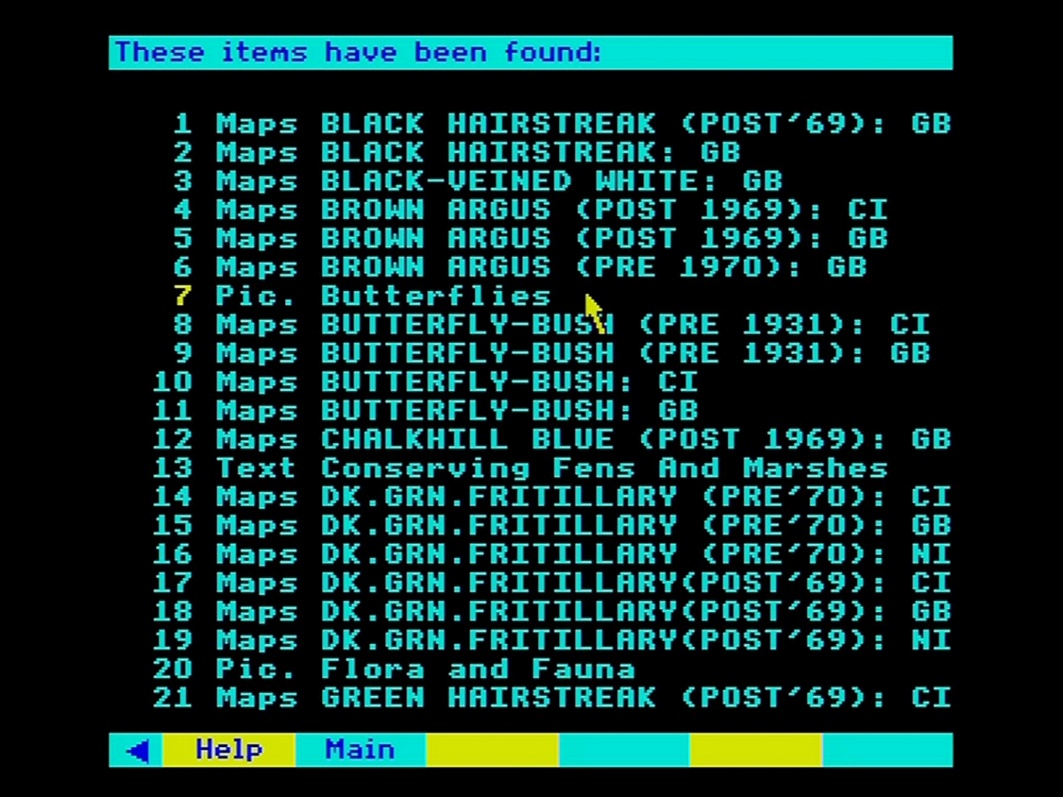 These items have been found:
1 Maps BLACK HAIRSTREAK (POST'69): GB
2 Maps BLACK HAIRSTREAK: GB
3 Maps BLACK-VEINED WHITE: GB
4 Maps BROWN ARGUS (POST 1969): CI
5 Maps BROWN ARGUS (POST 1969): GB
6 Maps BROWN ARGUS (PRE 1970): GB
7 Pic. Butterflies
8 Maps BUTTERFLY-BUSH (PRE 1931): CI
9 Maps BUTTERFLY-BUSH (PRE 1931): GB
10 Maps BUTTERFLY-BUSH: CI
11 Maps BUTTERFLY-BUSH: GB
12 Maps CHALKHILL BLUE (POST 1969): GB
13 Text Conserving Fens And Marshes
14 Maps DK.GRN.FRITILLARY (PRE'70): CI
15 Maps DK.GRN.FRITILLARY (PRE'70): GB
16 Maps DK.GRN.FRITILLARY (PRE'70): NI
17 Maps DK.GRN.FRITILLARY(POST'69): CI
18 Maps DK.GRN.FRITILLARY(POST'69): GB
19 Maps DK.GRN.FRITILLARY(POST'69): NI
20 Pic. Flora and Fauna
21 Maps GREEN HAIRSTREAK (POST'69): CI
Help Main